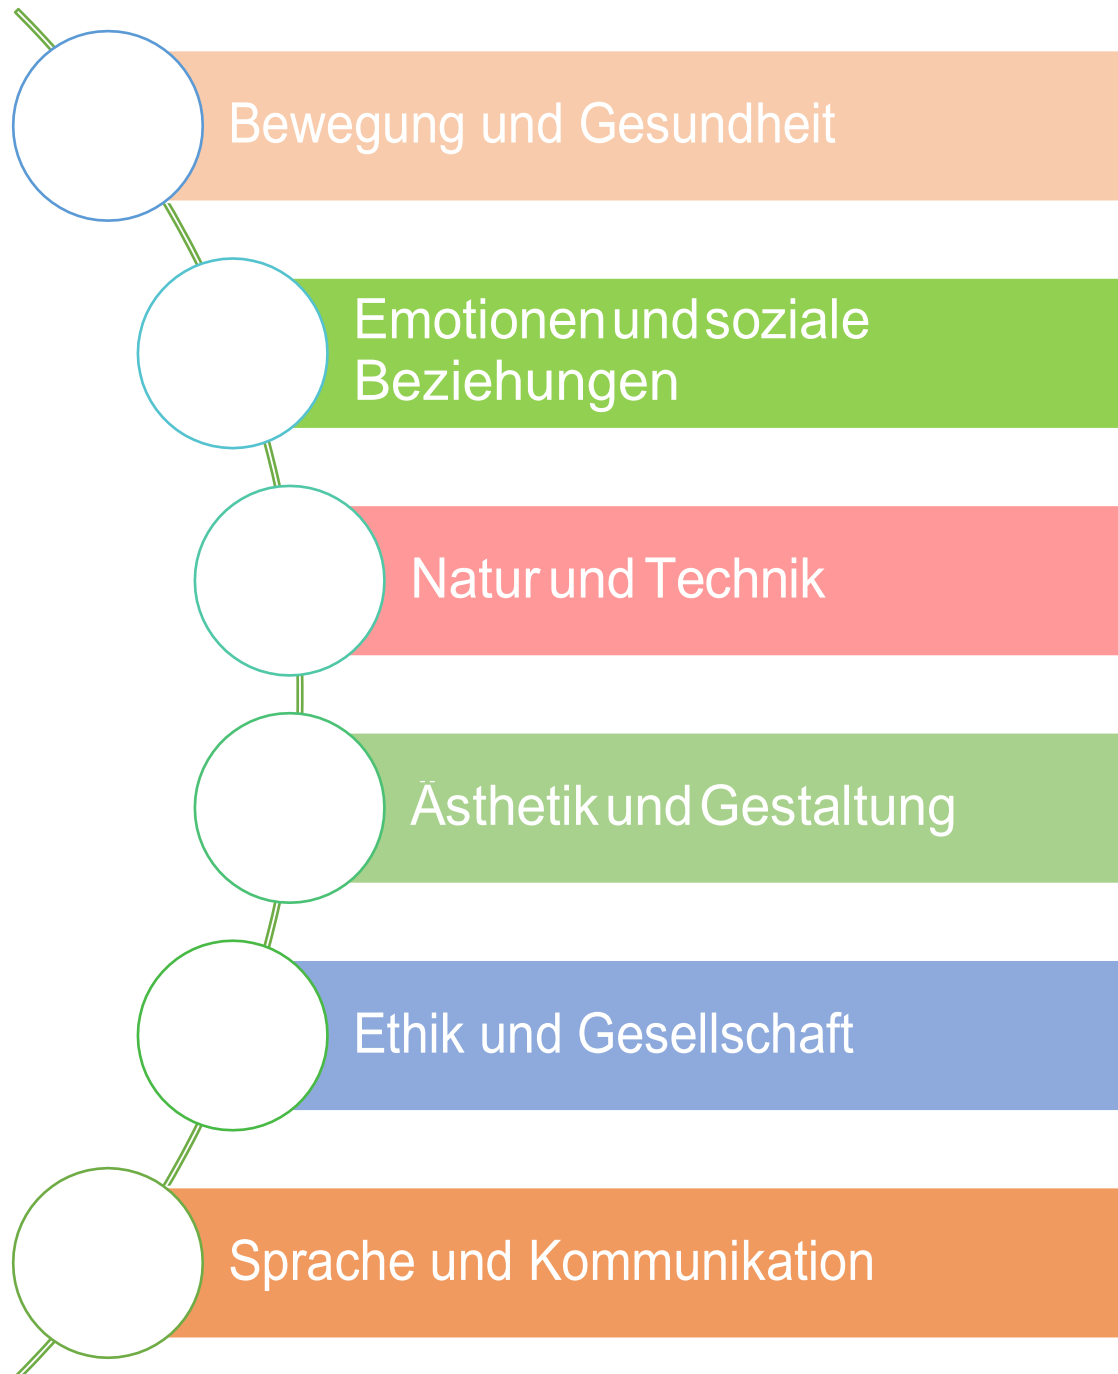 Bewegung und Gesundheit
Emotionen und soziale
Beziehungen
Natur und Technik
Ästhetik und Gestaltung
Ethik und Gesellschaft
Sprache und Kommunikation